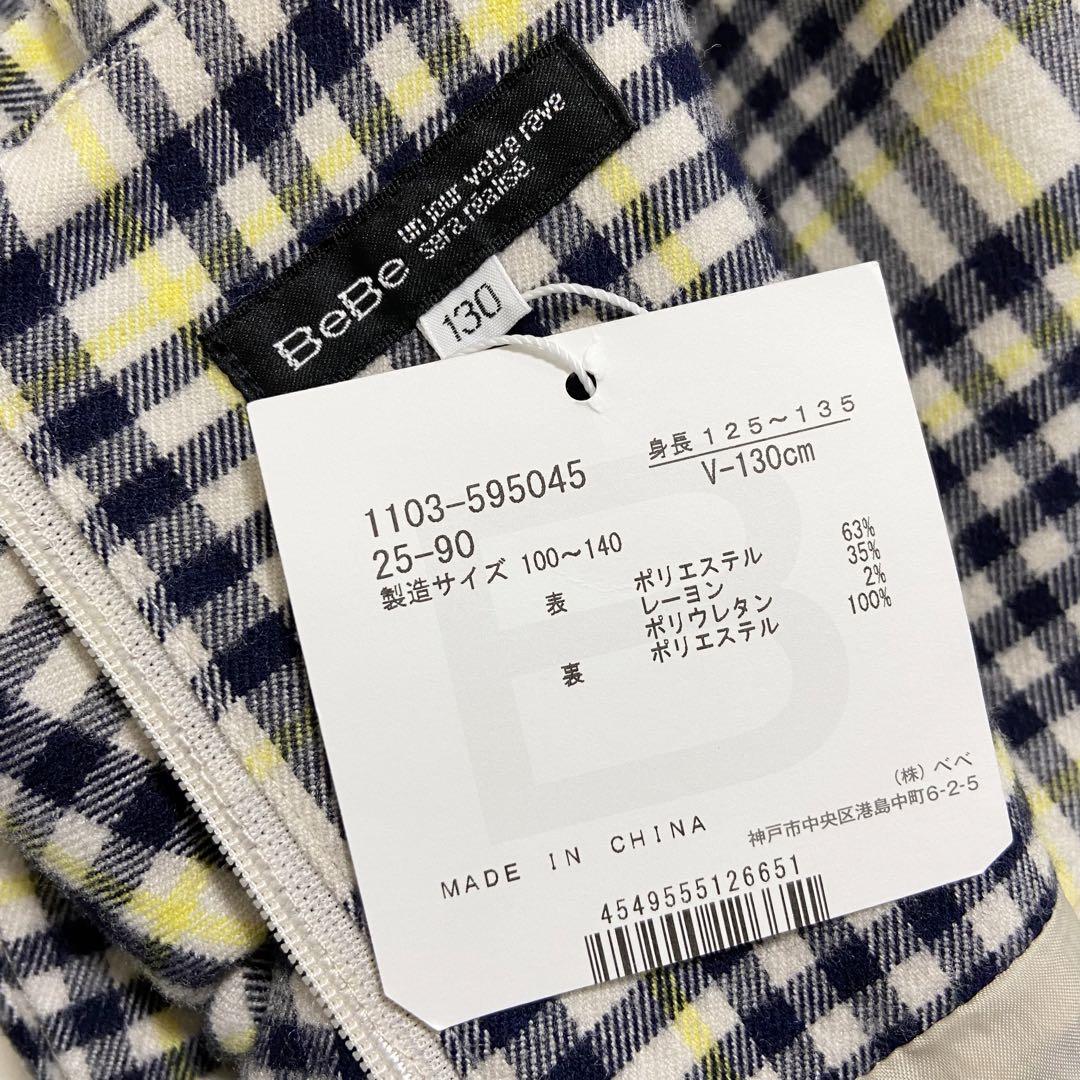 BeBe
un jour votre rêve
sera réalisé
130
身長 125〜135
V-130cm
1103-595045
25-90
製造サイズ 100〜140
表 ポリエステル 63%
レーヨン 35%
ポリウレタン 2%
裏 ポリエステル 100%
(株) べべ
神戸市中央区港島中町6-2-5
MADE IN CHINA
4549555126651